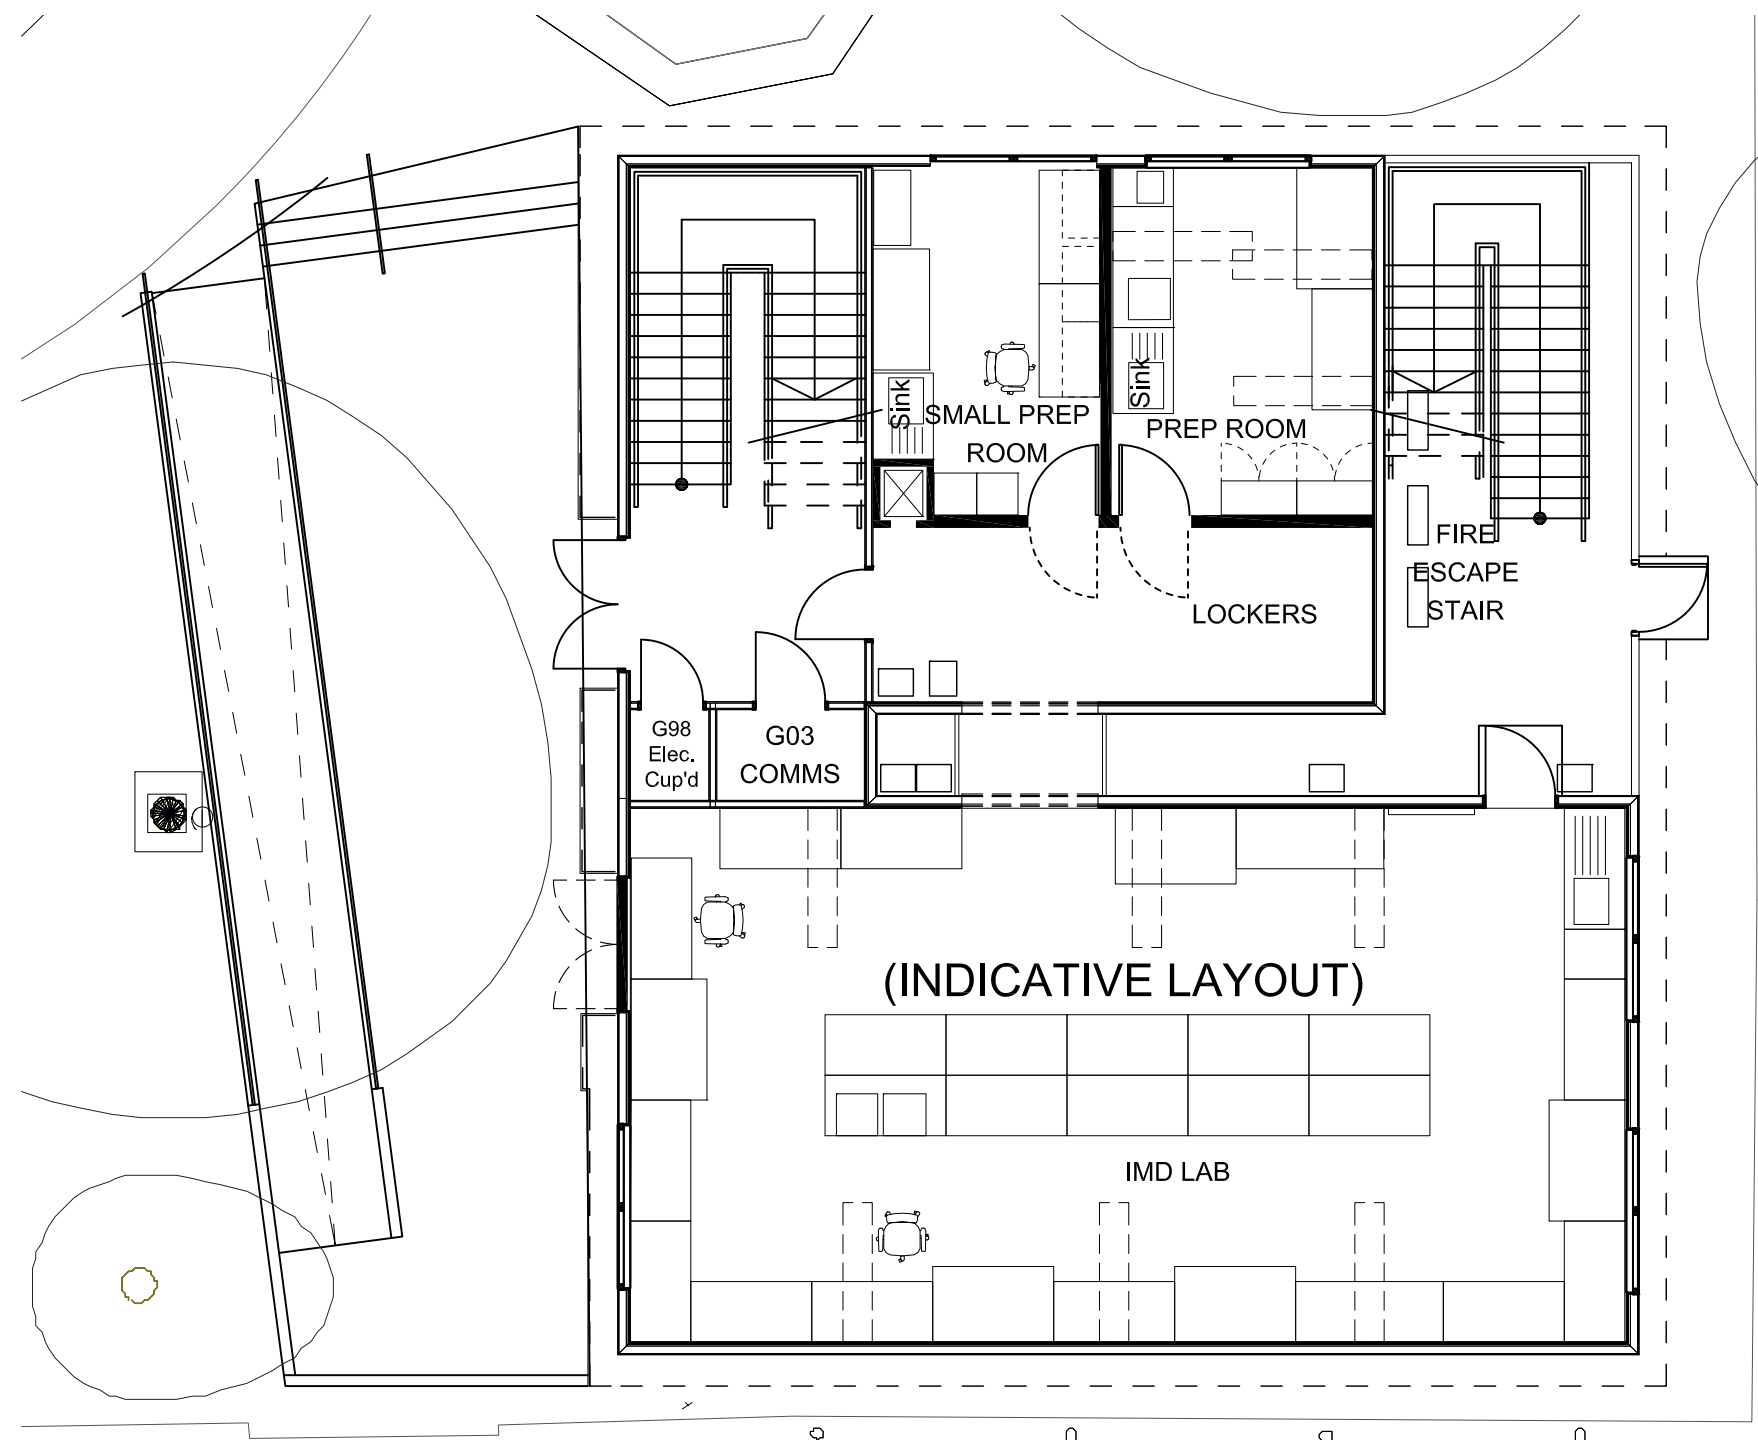 Sink
SMALL PREP
ROOM
Sink
PREP ROOM
FIRE
ESCAPE
STAIR
LOCKERS
G98
Elec.
Cup'd
G03
COMMS
(INDICATIVE LAYOUT)
IMD LAB